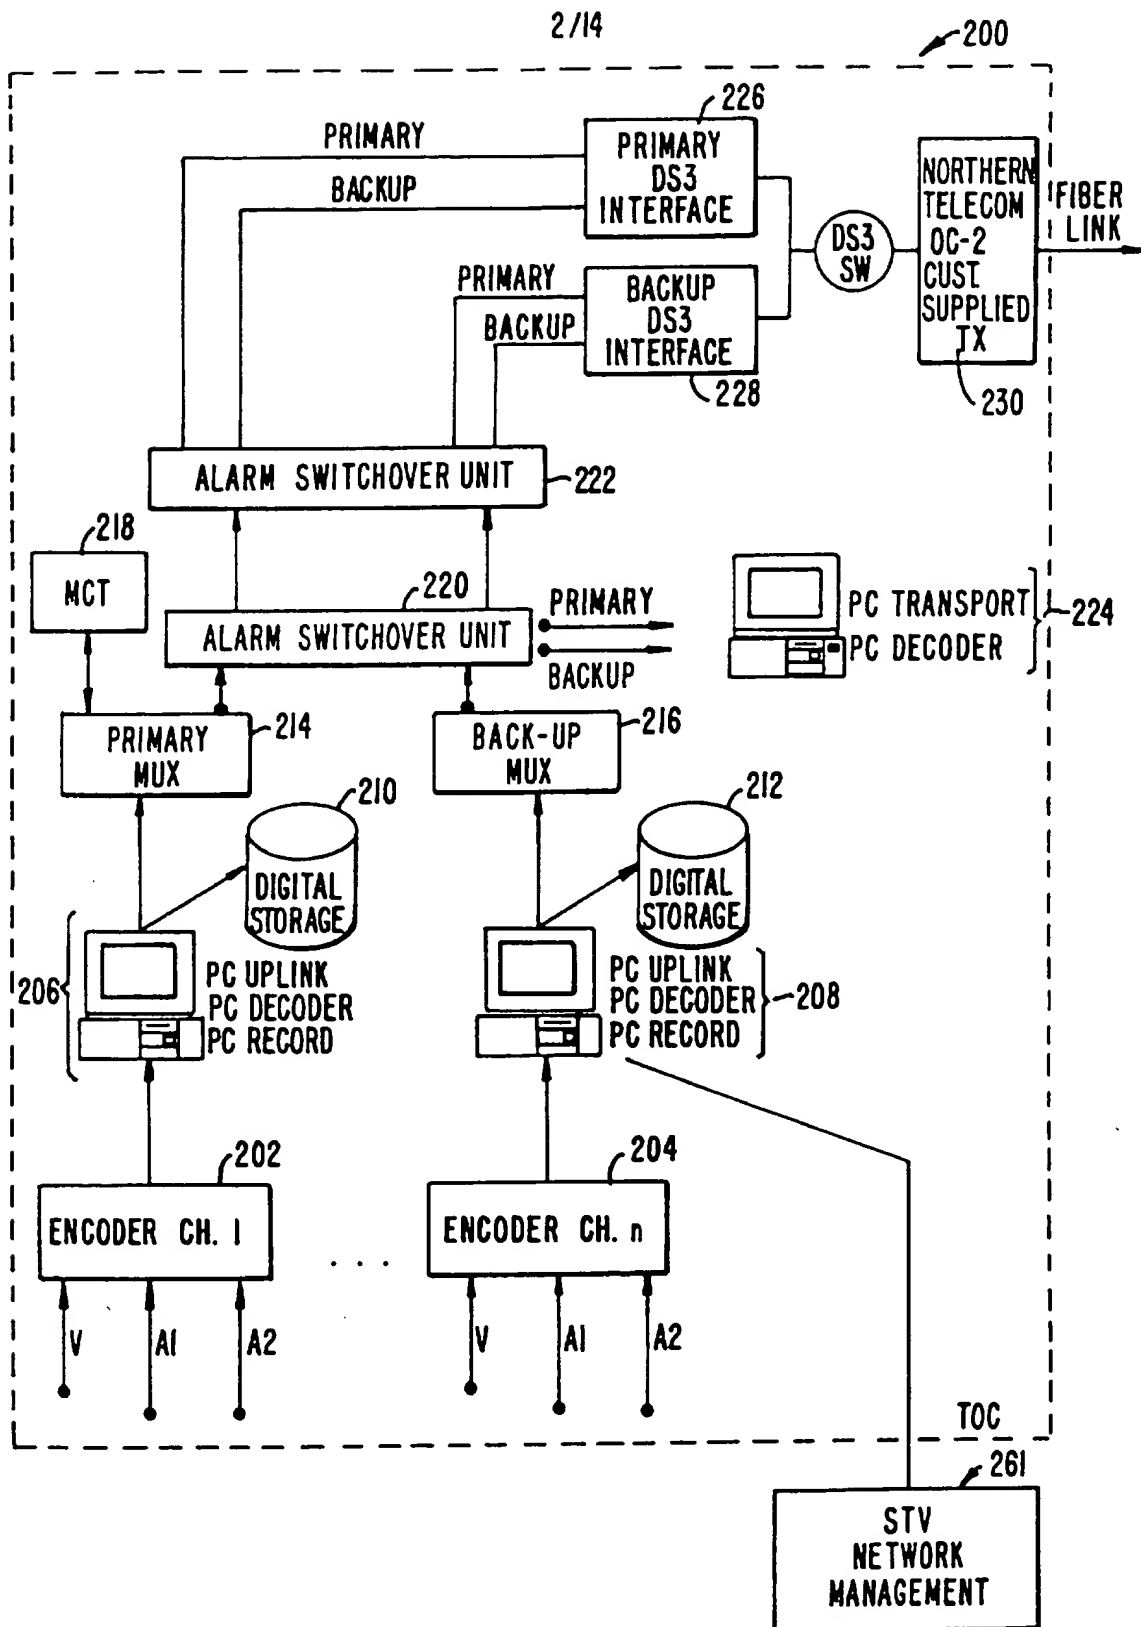 2/14
200
226
PRIMARY
BACKUP
PRIMARY
DS3
INTERFACE
NORTHERN
TELECOM
OC-2
CUST
SUPPLIED
TX
230
FIBER
LINK
DS3
SW
PRIMARY
BACKUP
BACKUP
DS3
INTERFACE
228
ALARM SWITCHOVER UNIT
222
218
MCT
220
ALARM SWITCHOVER UNIT
PRIMARY
BACKUP
PC TRANSPORT
PC DECODER
224
PRIMARY
MUX
214
BACK-UP
MUX
216
210
DIGITAL
STORAGE
212
DIGITAL
STORAGE
206
PC UPLINK
PC DECODER
PC RECORD
PC UPLINK
PC DECODER
PC RECORD
208
202
ENCODER CH. 1
204
ENCODER CH. n
. . .
V
A1
A2
V
A1
A2
TOC
261
STV
NETWORK
MANAGEMENT